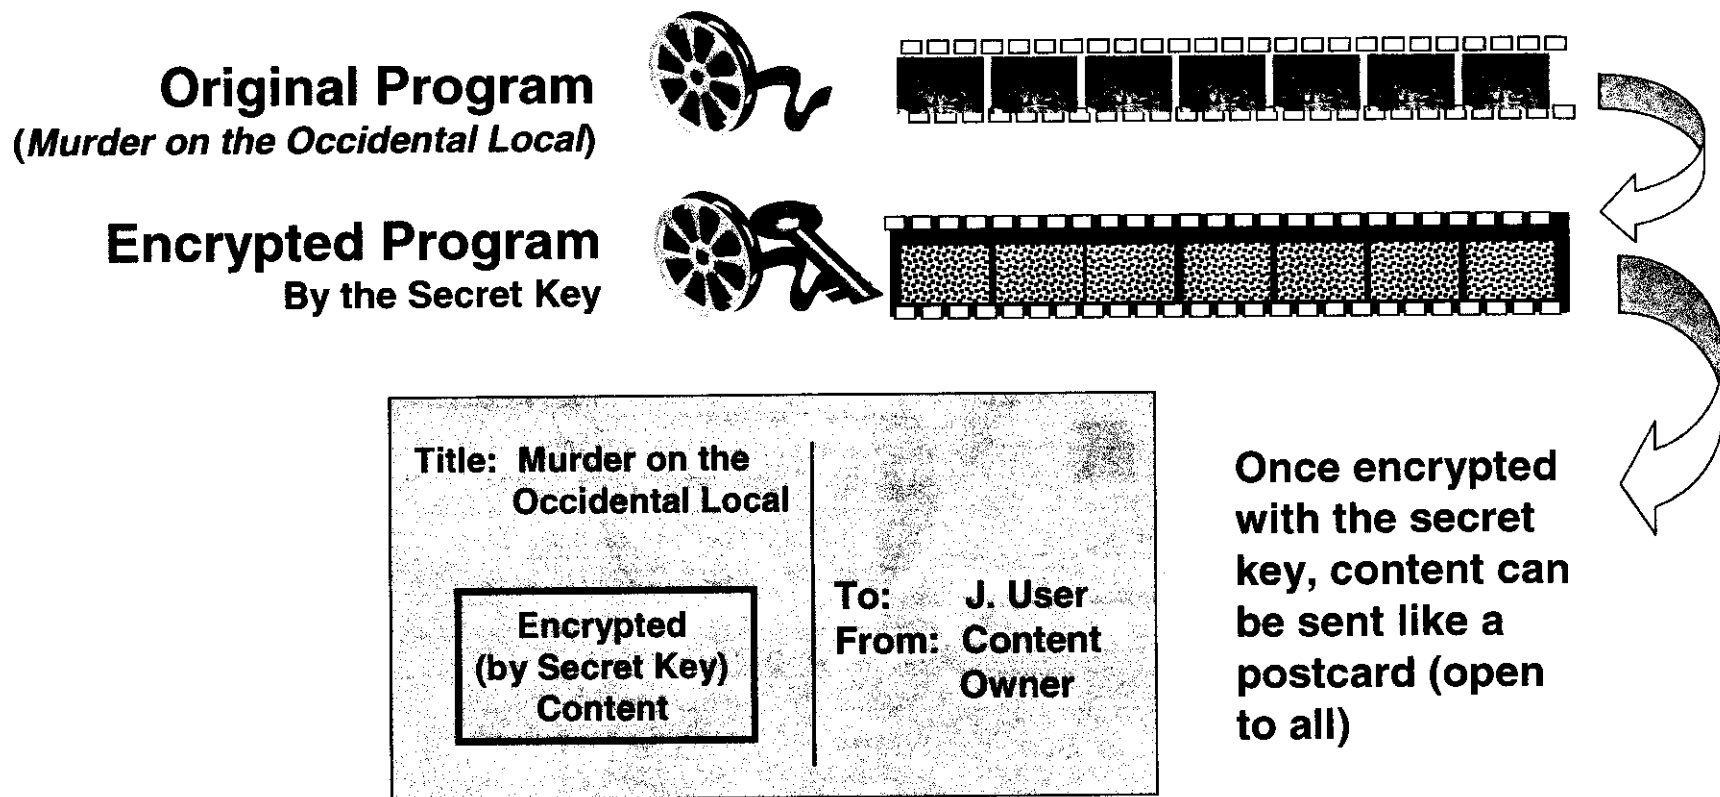 Original Program
(Murder on the Occidental Local)
Encrypted Program
By the Secret Key
Title: Murder on the
Occidental Local
Encrypted
(by Secret Key)
Content
To: J. User
From: Content
Owner
Once encrypted
with the secret
key, content can
be sent like a
postcard (open
to all)